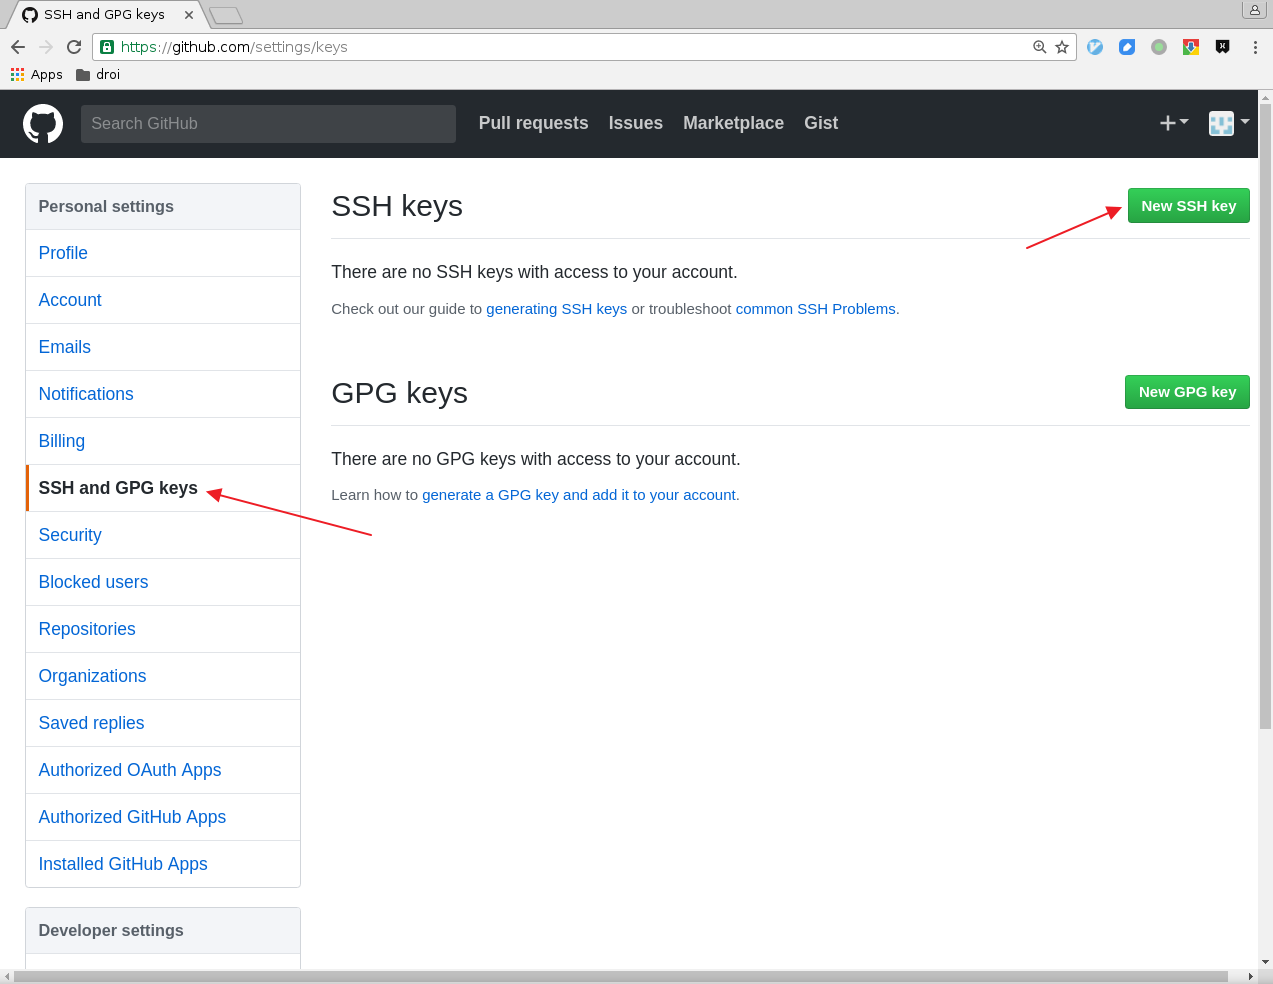 SSH and GPG keys
https://github.com/settings/keys
Apps droi
Search GitHub Pull requests Issues Marketplace Gist
Personal settings
Profile
Account
Emails
Notifications
Billing
SSH and GPG keys
Security
Blocked users
Repositories
Organizations
Saved replies
Authorized OAuth Apps
Authorized GitHub Apps
Installed GitHub Apps
Developer settings
SSH keys New SSH key
There are no SSH keys with access to your account.
Check out our guide to generating SSH keys or troubleshoot common SSH Problems.
GPG keys New GPG key
There are no GPG keys with access to your account.
Learn how to generate a GPG key and add it to your account.